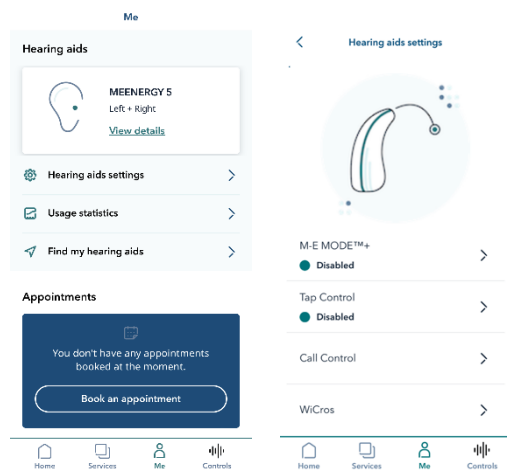 Me
Hearing aids
MEENERGY 5
Left + Right
View details
Hearing aids settings
Usage statistics
Find my hearing aids
Appointments
You don't have any appointments
booked at the moment.
Book an appointment
Home
Services
Me
Controls
Hearing aids settings
M-E MODE™+
Disabled
Tap Control
Disabled
Call Control
WiCros
Home
Services
Me
Controls